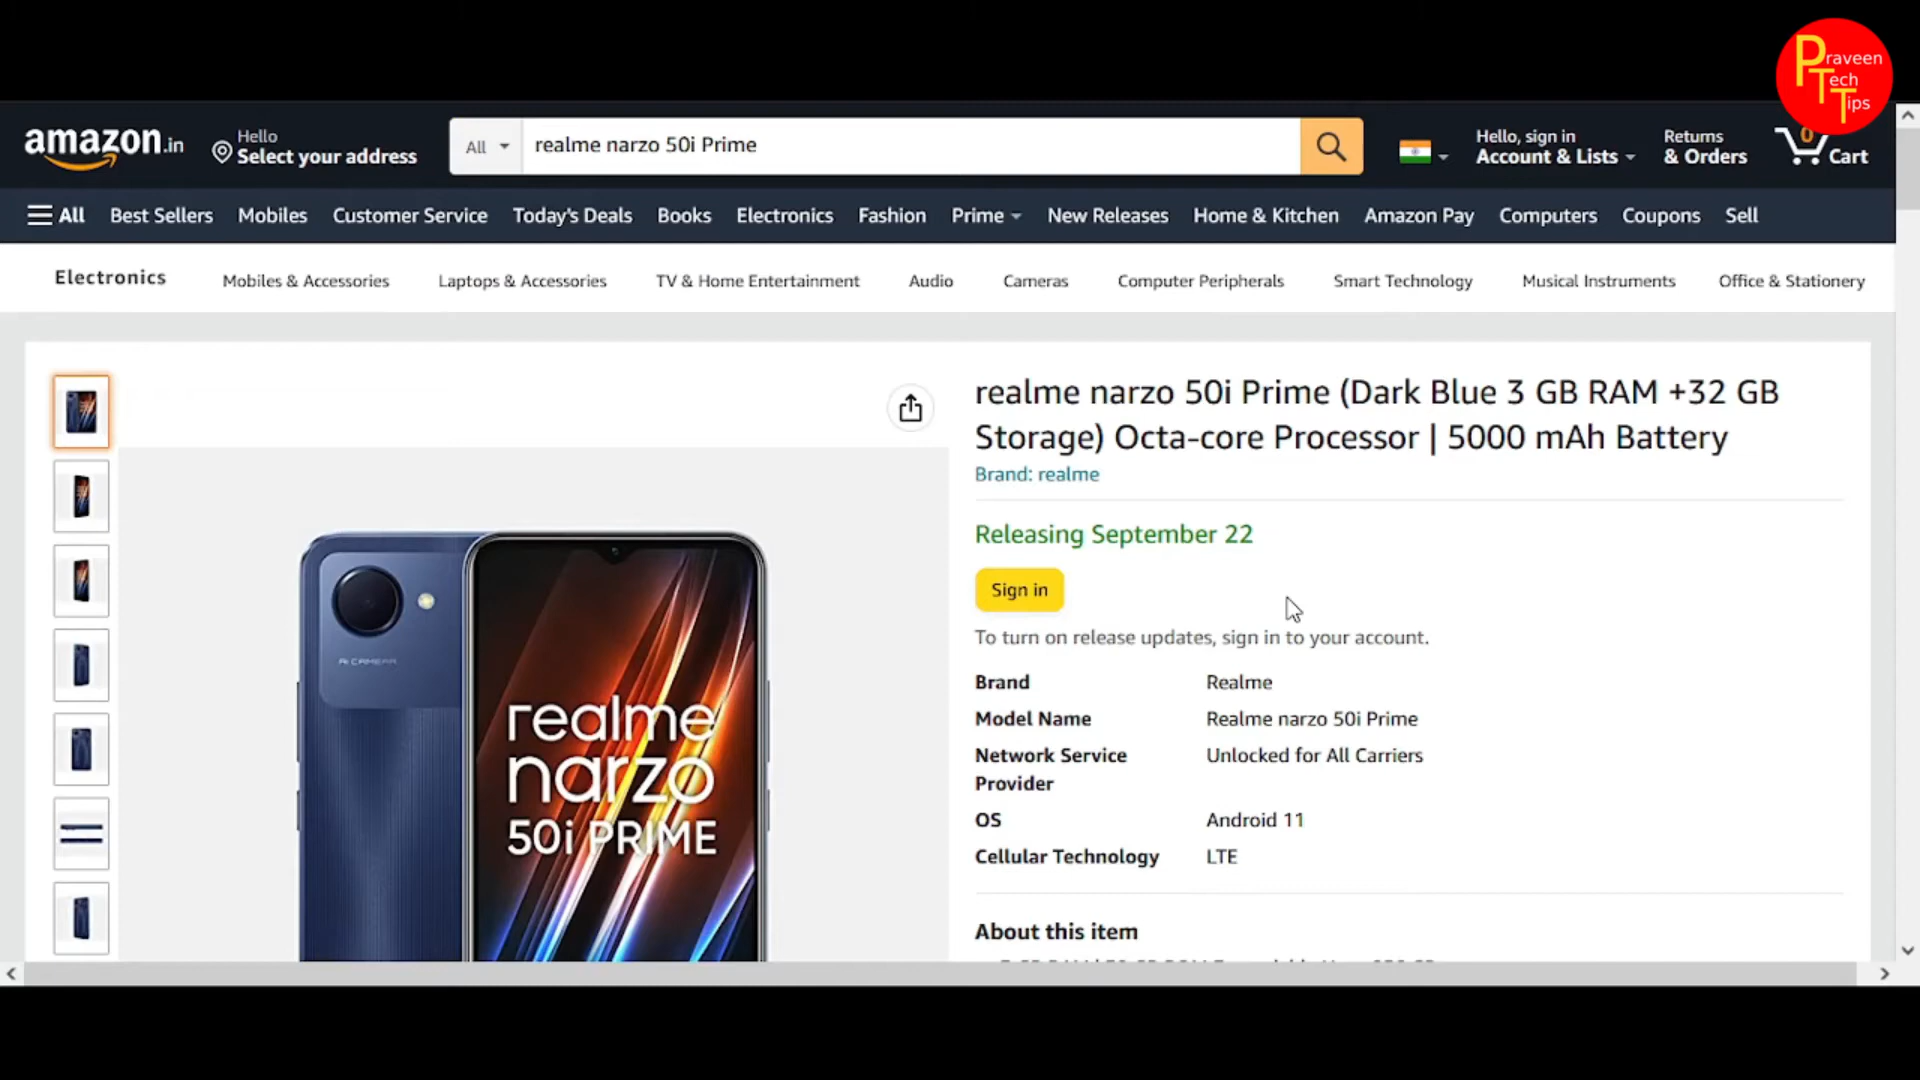 Praveen
Tech
Tips
amazon.in
Hello
Select your address
All
realme narzo 50i Prime
Hello, sign in
Account & Lists
Returns
& Orders
0
Cart
All Best Sellers Mobiles Customer Service Today's Deals Books Electronics Fashion Prime New Releases Home & Kitchen Amazon Pay Computers Coupons Sell
Electronics Mobiles & Accessories Laptops & Accessories TV & Home Entertainment Audio Cameras Computer Peripherals Smart Technology Musical Instruments Office & Stationery
realme narzo 50i Prime (Dark Blue 3 GB RAM +32 GB
Storage) Octa-core Processor | 5000 mAh Battery
Brand: realme
Releasing September 22
Sign in
To turn on release updates, sign in to your account.
Brand Realme
Model Name Realme narzo 50i Prime
Network Service Unlocked for All Carriers
Provider
OS Android 11
Cellular Technology LTE
About this item
AI CAMERA
realme
narzo
50i PRIME